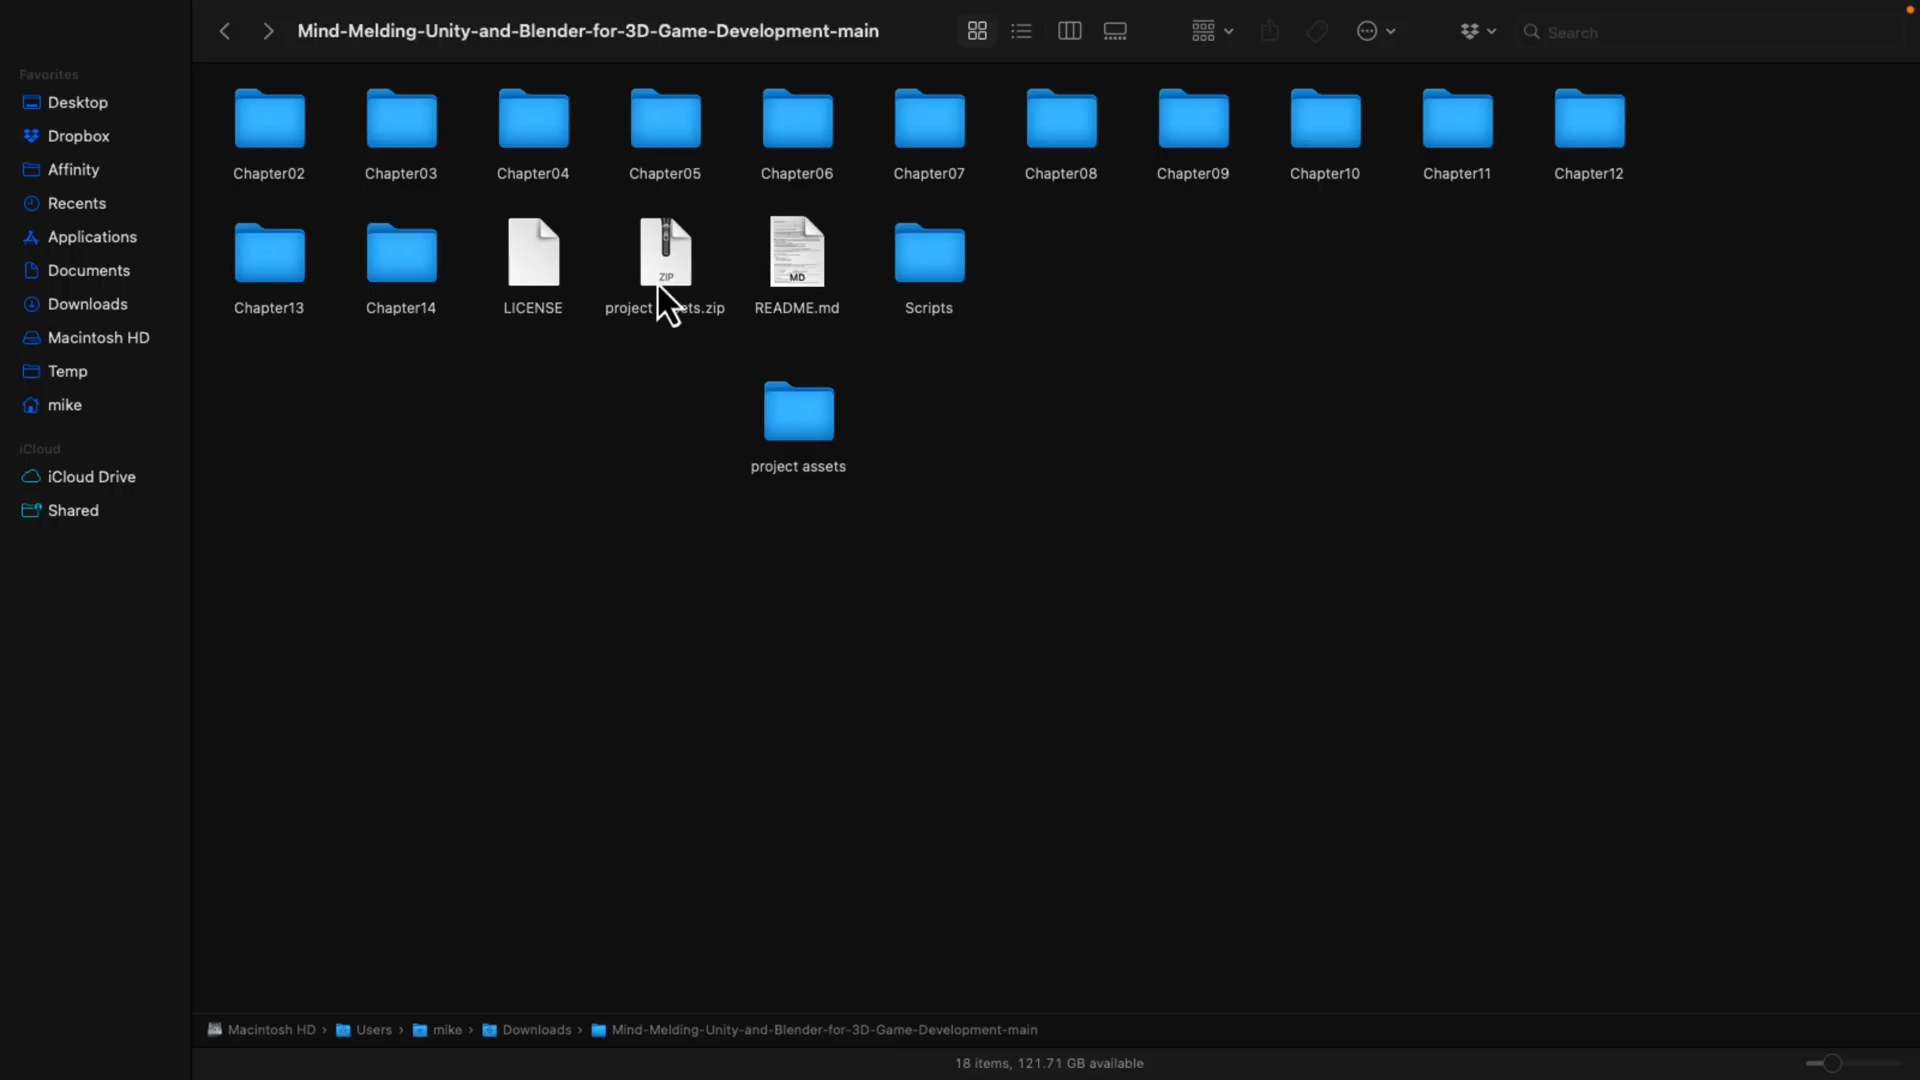 Mind-Melding-Unity-and-Blender-for-3D-Game-Development-main
Search
Favorites
Desktop
Dropbox
Affinity
Recents
Applications
Documents
Downloads
Macintosh HD
Temp
mike
iCloud
iCloud Drive
Shared
Chapter02 Chapter03 Chapter04 Chapter05 Chapter06 Chapter07 Chapter08 Chapter09 Chapter10 Chapter11 Chapter12
ZIP
MD
Chapter13 Chapter14 LICENSE project ets.zip README.md Scripts
project assets
Macintosh HD › Users › mike › Downloads › Mind-Melding-Unity-and-Blender-for-3D-Game-Development-main
18 items, 121.71 GB available